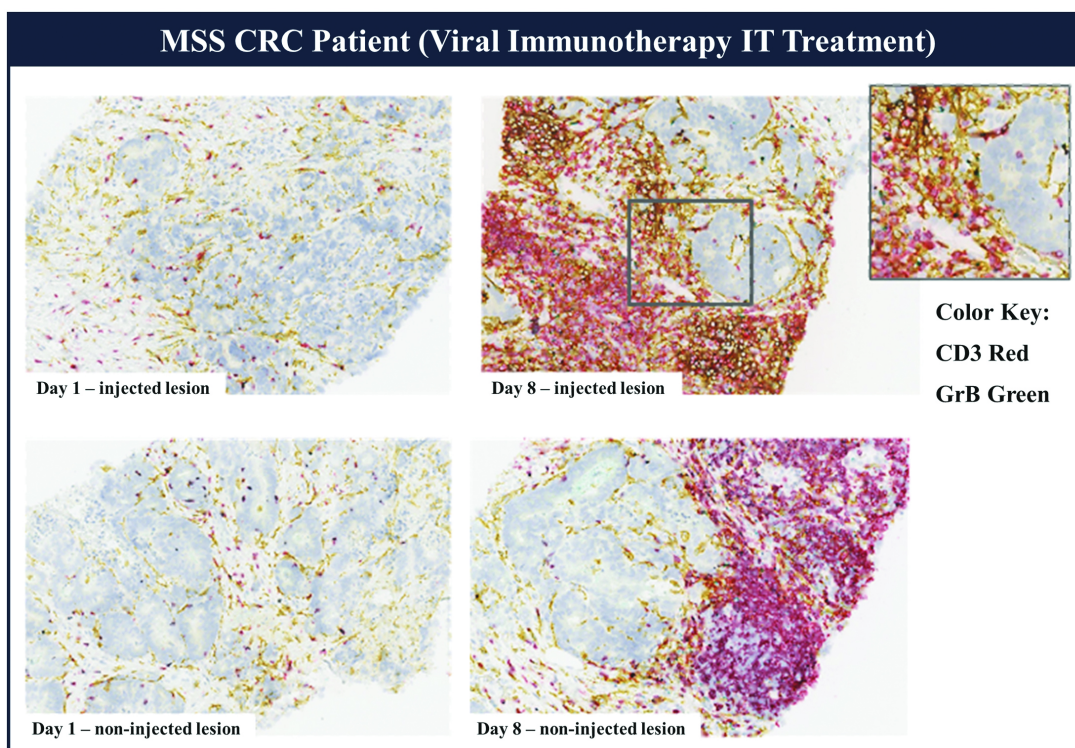 MSS CRC Patient (Viral Immunotherapy IT Treatment)
Day 1 – injected lesion
Day 8 – injected lesion
Color Key:
CD3 Red
GrB Green
Day 1 – non-injected lesion
Day 8 – non-injected lesion